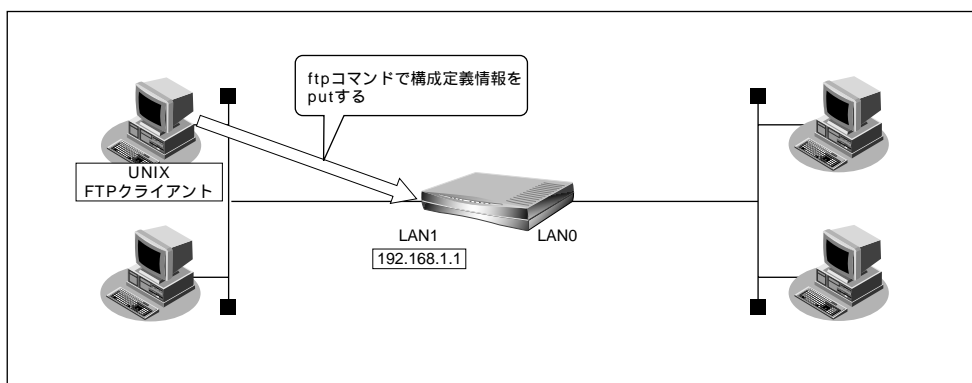 ftpコマンドで構成定義情報を
putする
UNIX
FTPクライアント
LAN1
LAN0
192.168.1.1